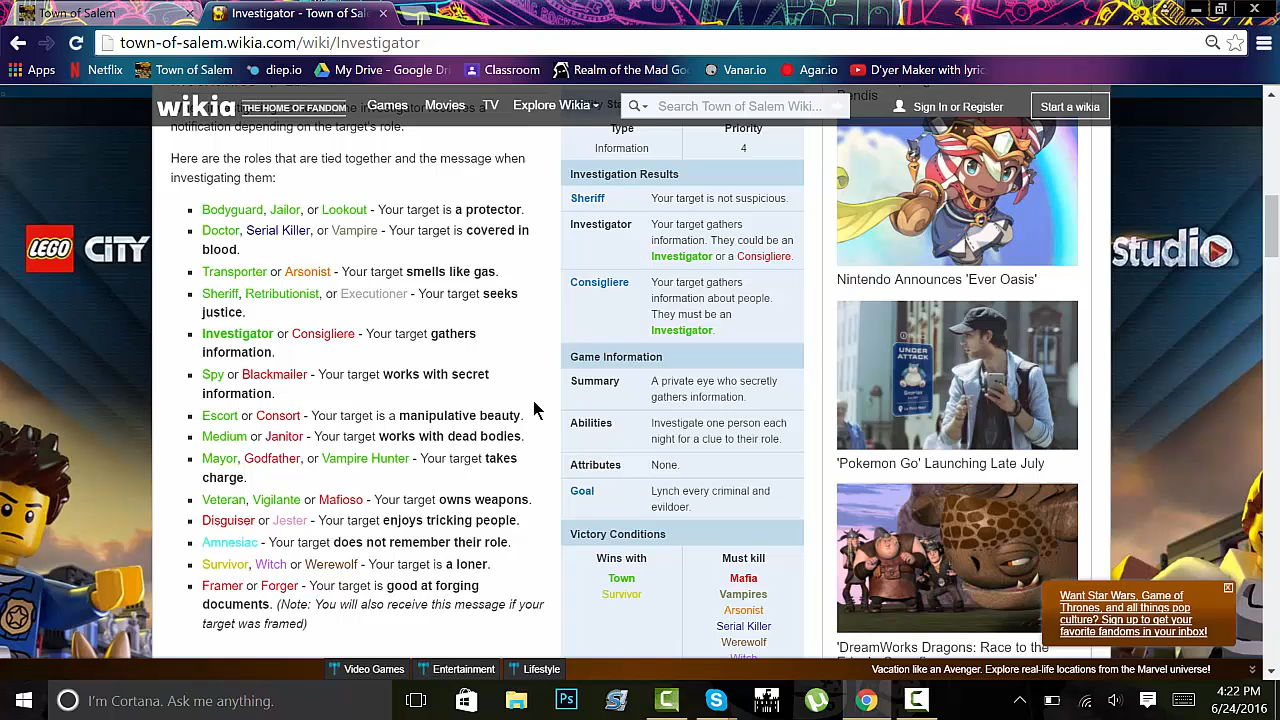 Town of Salem
Investigator - Town of Sal
town-of-salem.wikia.com/wiki/Investigator
Apps Netflix Town of Salem diep.io My Drive - Google Dr Classroom Realm of the Mad Go Vanar.io Agar.io D'yer Maker with lyric
wikia THE HOME OF FANDOM Games Movies TV Explore Wikia Search Town of Salem Wiki... Sign In or Register Start a wikia
notification depending on the target's role.
Here are the roles that are tied together and the message when
investigating them:
Bodyguard, Jailor, or Lookout - Your target is a protector.
Doctor, Serial Killer, or Vampire - Your target is covered in
blood.
Transporter or Arsonist - Your target smells like gas.
Sheriff, Retributionist, or Executioner - Your target seeks
justice.
Investigator or Consigliere - Your target gathers
information.
Spy or Blackmailer - Your target works with secret
information.
Escort or Consort - Your target is a manipulative beauty.
Medium or Janitor - Your target works with dead bodies.
Mayor, Godfather, or Vampire Hunter - Your target takes
charge.
Veteran, Vigilante or Mafioso - Your target owns weapons.
Disguiser or Jester - Your target enjoys tricking people.
Amnesiac - Your target does not remember their role.
Survivor, Witch or Werewolf - Your target is a loner.
Framer or Forger - Your target is good at forging
documents. (Note: You will also receive this message if your
target was framed)
Type Priority
Information 4
Investigation Results
Sheriff Your target is not suspicious.
Investigator Your target gathers
information. They could be an
Investigator or a Consigliere.
Consigliere Your target gathers
information about people.
They must be an
Investigator.
Game Information
Summary A private eye who secretly
gathers information.
Abilities Investigate one person each
night for a clue to their role.
Attributes None.
Goal Lynch every criminal and
evildoer.
Victory Conditions
Wins with Must kill
Town Mafia
Survivor Vampires
Arsonist
Serial Killer
Werewolf
Witch
Nintendo Announces 'Ever Oasis'
UNDER
ATTACK
'Pokemon Go' Launching Late July
'DreamWorks Dragons: Race to the
LEGO CITY
studio
Want Star Wars, Game of
Thrones, and all things pop
culture? Sign up to get your
favorite fandoms in your inbox!
Video Games Entertainment Lifestyle
Vacation like an Avenger. Explore real-life locations from the Marvel universe!
I'm Cortana. Ask me anything.
4:22 PM
6/24/2016